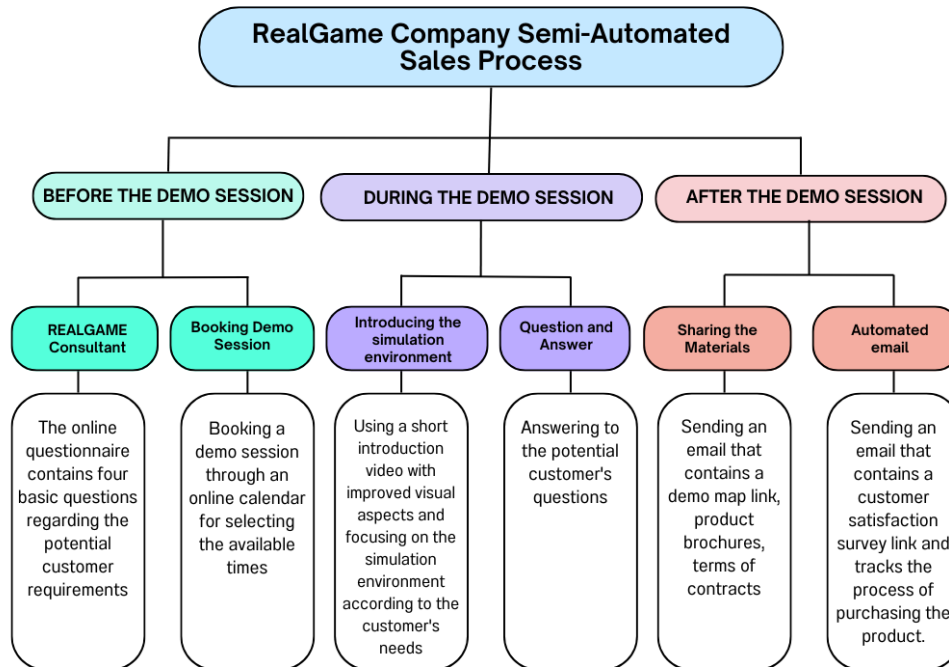 RealGame Company Semi-Automated
Sales Process
BEFORE THE DEMO SESSION
DURING THE DEMO SESSION
AFTER THE DEMO SESSION
REALGAME
Consultant
Booking Demo
Session
Introducing the
simulation
environment
Question and
Answer
Sharing the
Materials
Automated
email
The online
questionnaire
contains four
basic questions
regarding the
potential
customer
requirements
Booking a
demo session
through an
online calendar
for selecting
the available
times
Using a short
introduction
video with
improved visual
aspects and
focusing on the
simulation
environment
according to the
customer's
needs
Answering to
the potential
customer's
questions
Sending an
email that
contains a
demo map link,
product
brochures,
terms of
contracts
Sending an
email that
contains a
customer
satisfaction
survey link and
tracks the
process of
purchasing the
product.